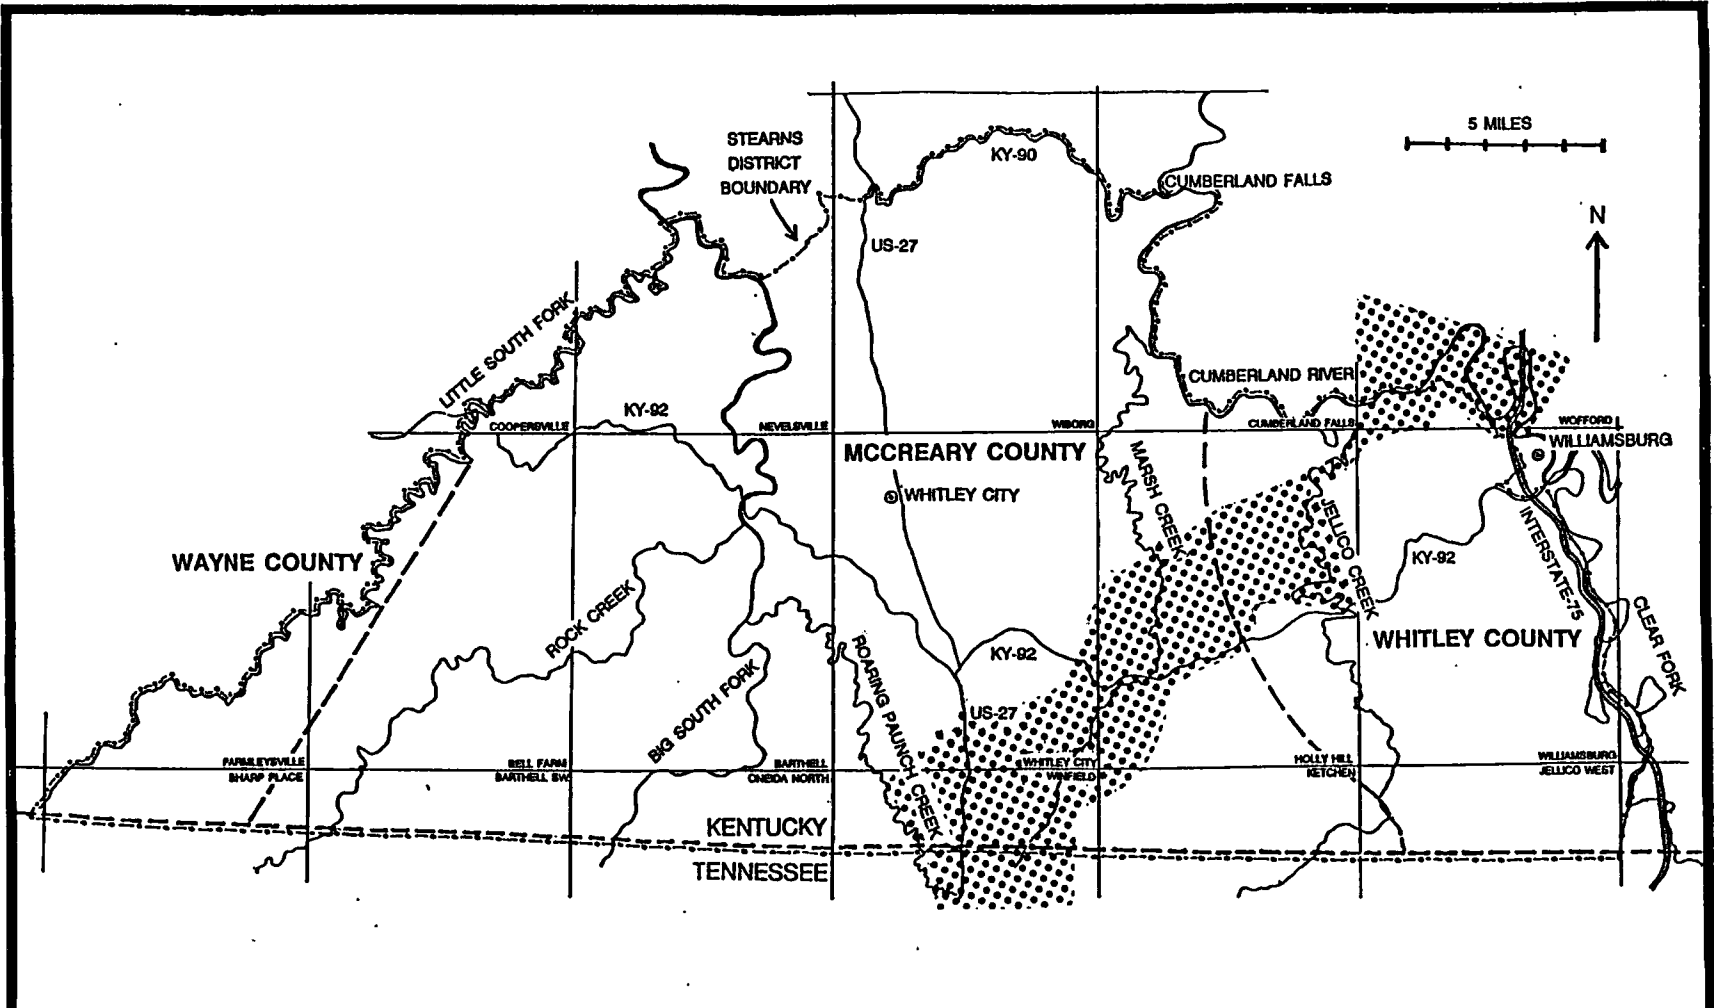 5 MILES
STEARNS
DISTRICT
BOUNDARY
KY-90
CUMBERLAND FALLS
N
US-27
LITTLE SOUTH FORK
CUMBERLAND RIVER
KY-92
COOPERSVILLE
NEVELSVILLE
WIBORG
CUMBERLAND FALLS
WOFFORD
WILLIAMSBURG
MCCREARY COUNTY
WHITLEY CITY
MARSH CREEK
JELLICO CREEK
INTERSTATE-75
WAYNE COUNTY
KY-92
ROCK CREEK
CLEAR FORK
WHITLEY COUNTY
ROARING PAUNCH CREEK
KY-92
BIG SOUTH FORK
US-27
PARMLEYSVILLE
SHARP PLACE
BELL FARM
BARTHELL SW
BARTHELL
ONEIDA NORTH
WHITLEY CITY
WINFIELD
HOLLY HILL
KETCHEN
WILLIAMSBURG
JELLICO WEST
KENTUCKY
TENNESSEE